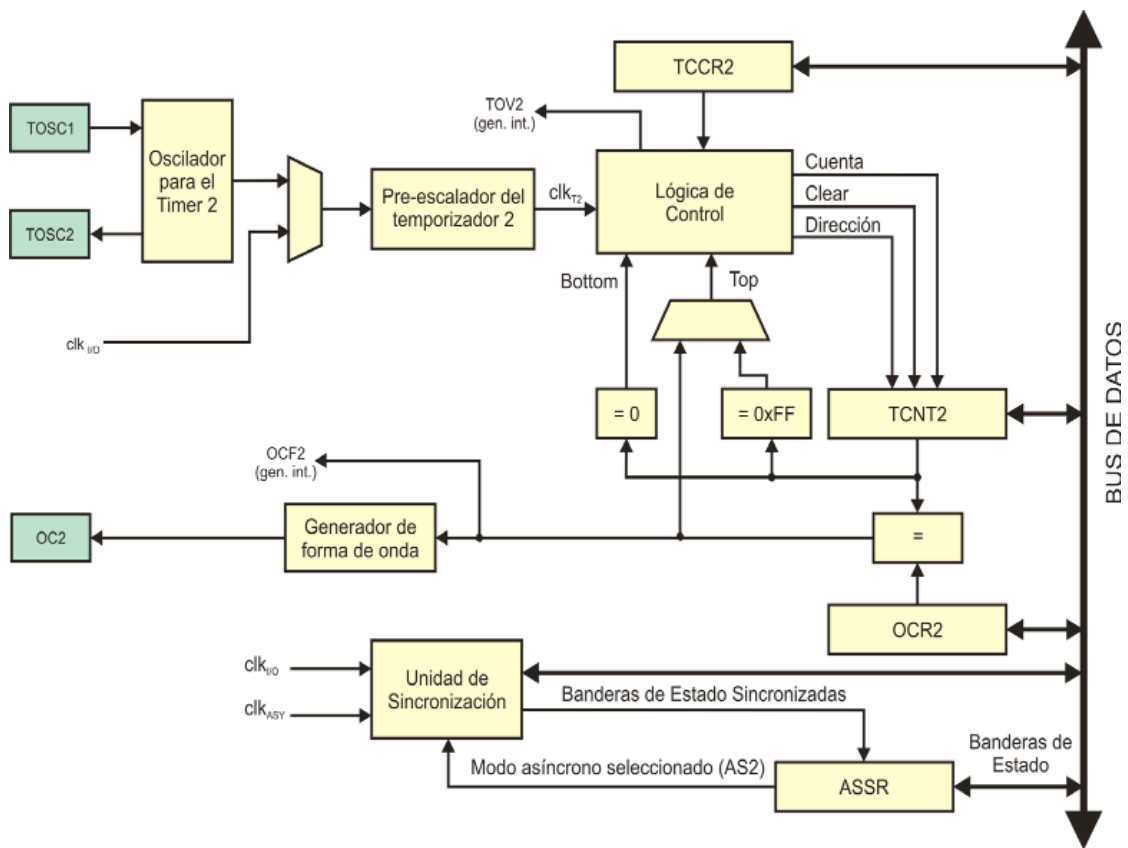 TCCR2
TOV2
(gen. int.)
TOSC1
Oscilador
para el
Timer 2
TOSC2
Pre-escalador del
temporizador 2
clkT2
Lógica de
Control
Cuenta
Clear
Dirección
Bottom
Top
clk I/O
= 0
= 0xFF
TCNT2
BUS DE DATOS
OCF2
(gen. int.)
OC2
Generador de
forma de onda
=
OCR2
clkI/O
clkASY
Unidad de
Sincronización
Banderas de Estado Sincronizadas
Modo asíncrono seleccionado (AS2)
ASSR
Banderas de
Estado